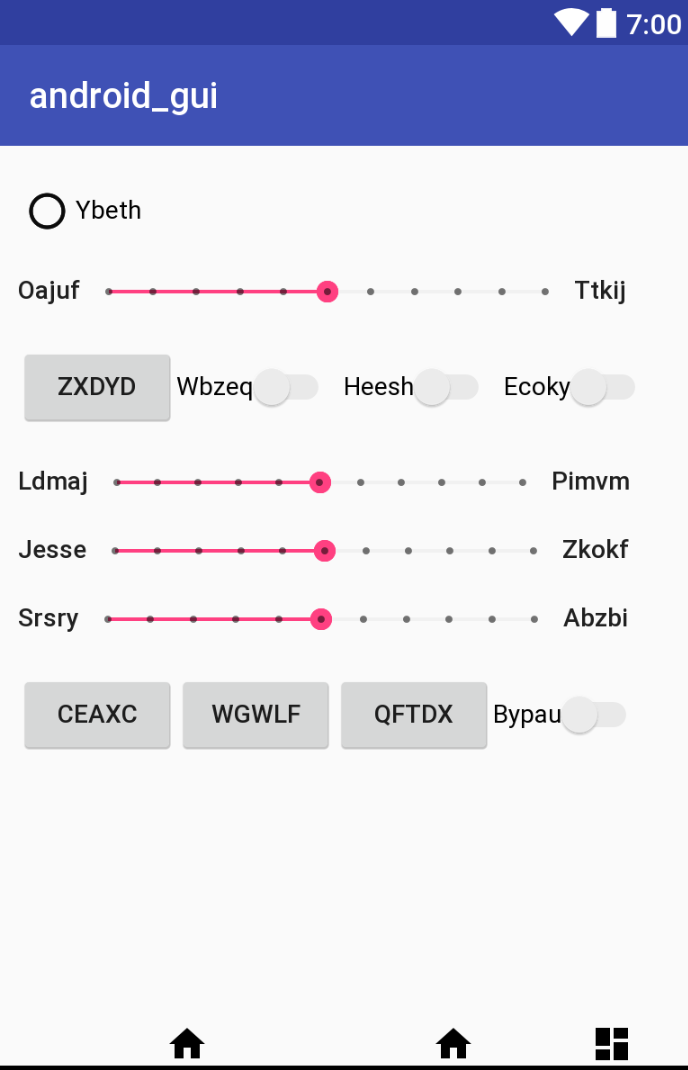 7:00
android_gui
Ybeth
Oajuf Ttkij
ZXDYD Wbzeq Heesh Ecoky
Ldmaj Pimvm
Jesse Zkokf
Srsry Abzbi
CEAXC WGWLF QFTDX Bypau